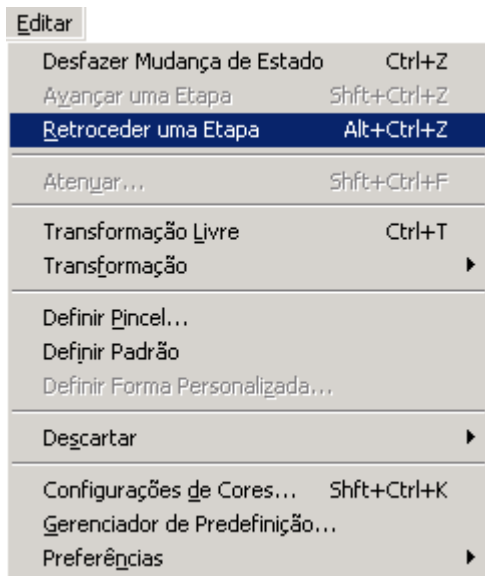 Editar
Desfazer Mudança de Estado Ctrl+Z
Avançar uma Etapa Shft+Ctrl+Z
Retroceder uma Etapa Alt+Ctrl+Z
Atenuar... Shft+Ctrl+F
Transformação Livre Ctrl+T
Transformação
Definir Pincel...
Definir Padrão
Definir Forma Personalizada...
Descartar
Configurações de Cores... Shft+Ctrl+K
Gerenciador de Predefinição...
Preferências